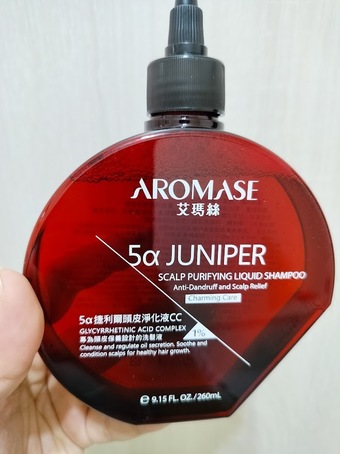 AROMASE
艾瑪絲
5α JUNIPER
SCALP PURIFYING LIQUID SHAMPOO
Anti-Dandruff and Scalp Relief
Charming Care
5α捷利爾頭皮淨化液CC
GLYCYRRHETINIC ACID COMPLEX 1%
專為頭皮保養設計的洗髮液
Cleanse and regulate oil secretion. Soothe and
condition scalps for healthy hair growth.
e 9.15 FL. OZ./260mL